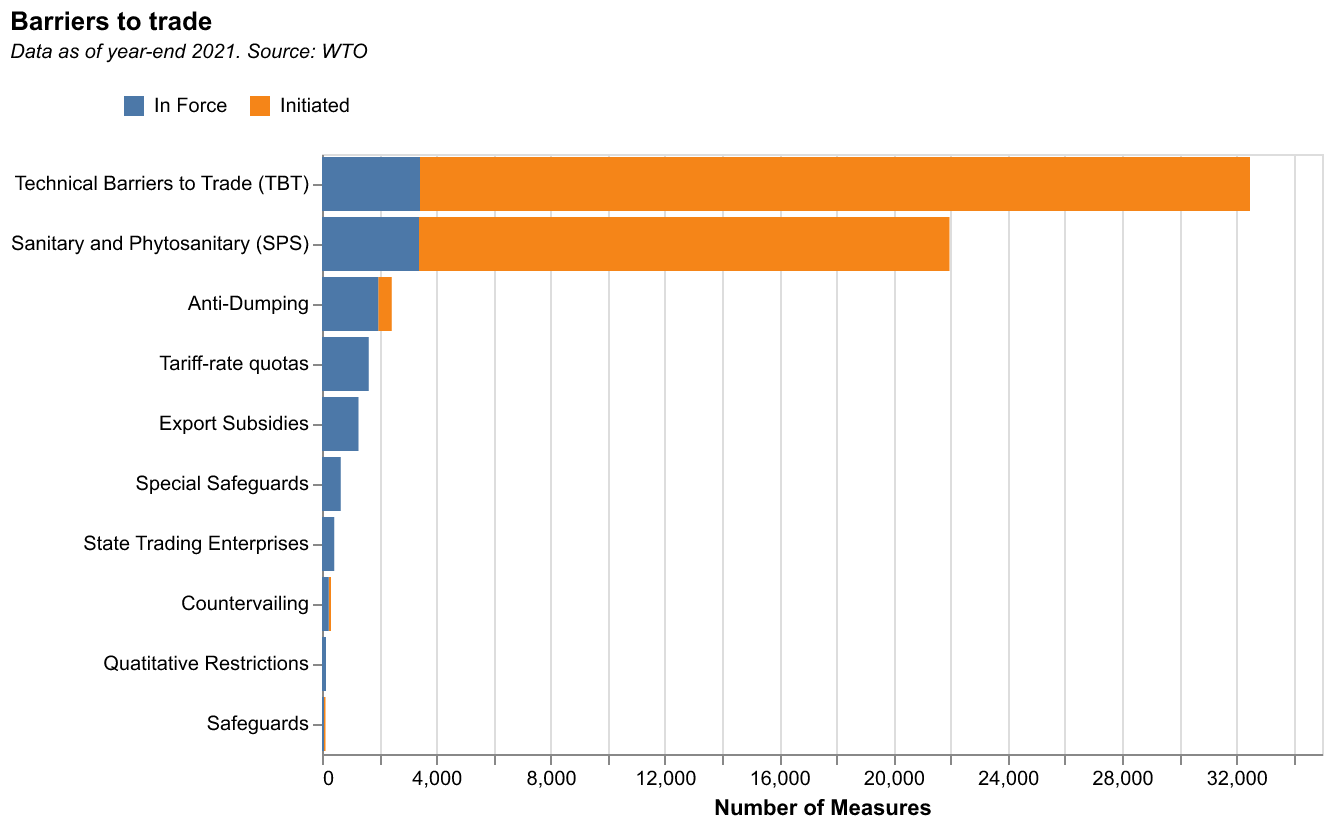 Barriers to trade
Data as of year-end 2021. Source: WTO
In Force Initiated
Technical Barriers to Trade (TBT)
Sanitary and Phytosanitary (SPS)
Anti-Dumping
Tariff-rate quotas
Export Subsidies
Special Safeguards
State Trading Enterprises
Countervailing
Quatitative Restrictions
Safeguards
0 4,000 8,000 12,000 16,000 20,000 24,000 28,000 32,000
Number of Measures